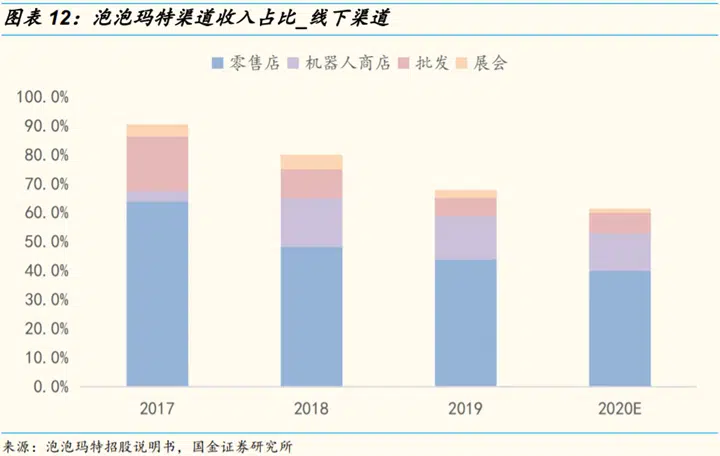 图表 12：泡泡玛特渠道收入占比_线下渠道
零售店 机器人商店 批发 展会
100.0%
90.0%
80.0%
70.0%
60.0%
50.0%
40.0%
30.0%
20.0%
10.0%
0.0%
2017 2018 2019 2020E
来源：泡泡玛特招股说明书，国金证券研究所